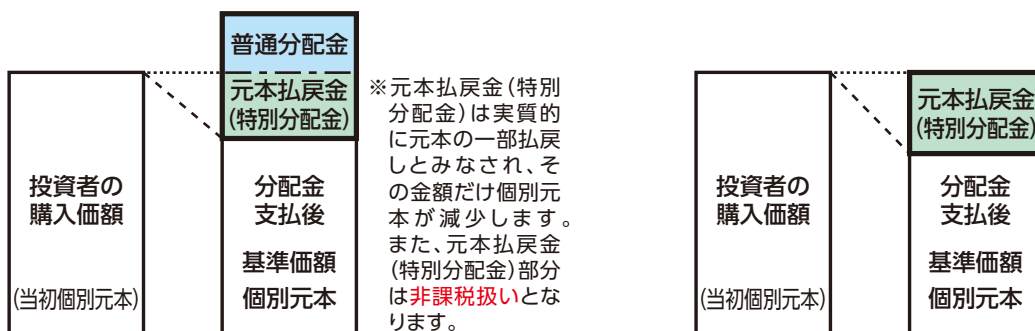 普通分配金
元本払戻金
(特別分配金)
投資者の
購入価額
(当初個別元本)
分配金
支払後
基準価額
個別元本
※元本払戻金(特別
分配金)は実質的
に元本の一部払戻
しとみなされ、そ
の金額だけ個別元
本が減少します。
また、元本払戻金
(特別分配金)部分
は非課税扱いとな
ります。
元本払戻金
(特別分配金)
投資者の
購入価額
(当初個別元本)
分配金
支払後
基準価額
個別元本